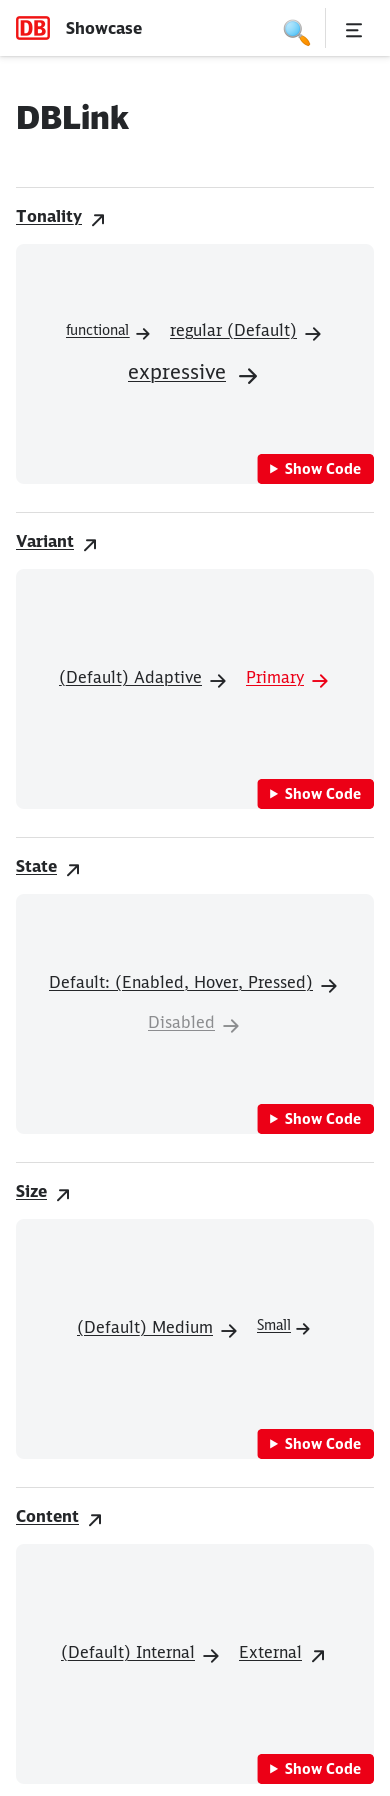 DB Showcase
DBLink
Tonality
functional regular (Default)
expressive
Show Code
Variant
(Default) Adaptive Primary
Show Code
State
Default: (Enabled, Hover, Pressed)
Disabled
Show Code
Size
(Default) Medium Small
Show Code
Content
(Default) Internal External
Show Code